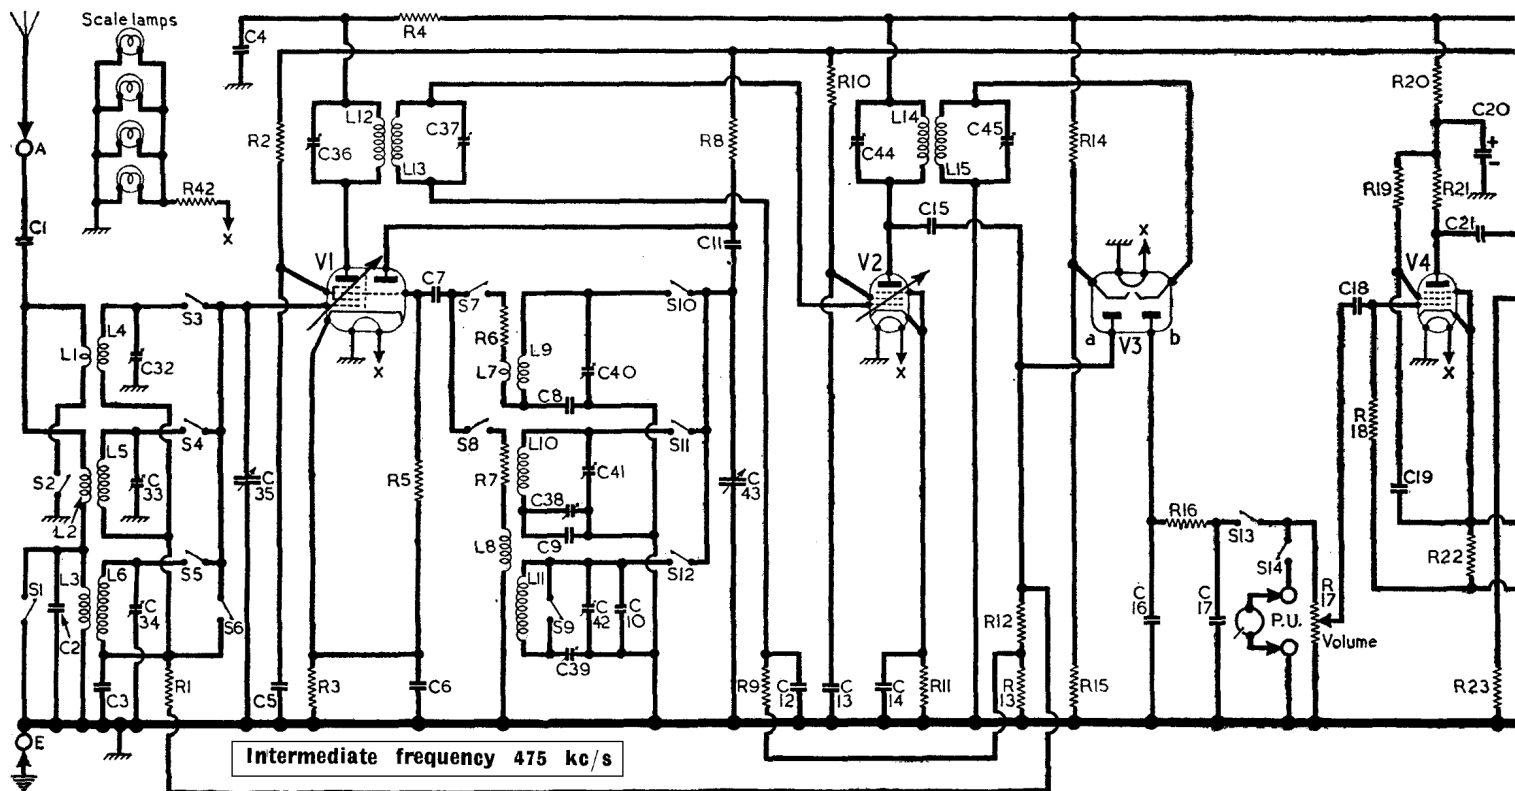 Scale lamps
C4
R4
A
R42
X
C1
R2
L12
C36
C37
L13
R8
R10
L14
C44
C45
L15
R14
R20
C20
+
-
R19
R21
C15
C11
C21
V1
C7
V2
X
V4
S3
S7
S10
C18
L4
L1
C32
X
R6
L7
L9
C40
C8
X
a
V3
b
X
S4
S8
S11
R18
L5
S2
C33
L2
C35
R5
R7
L10
C41
C38
C9
C43
C19
L8
R16
S13
L3
L6
S5
S12
S14
R22
S1
C2
C34
S6
L11
S9
C42
C10
C39
R12
C16
C17
P.U.
R17
Volume
C3
R1
C5
R3
C6
R9
C12
C13
C14
R11
R13
R15
R23
E
Intermediate frequency 475 kc/s